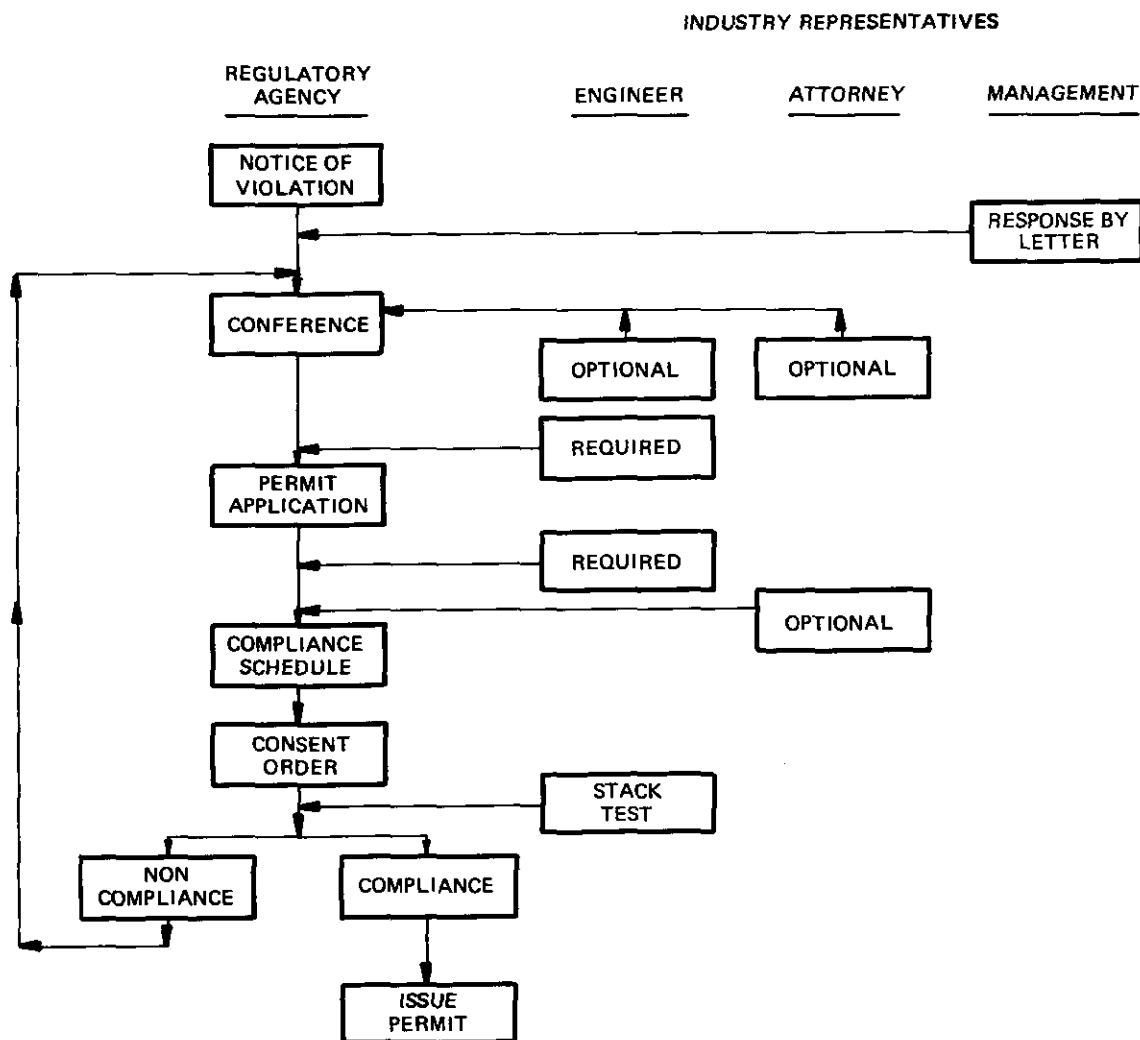 INDUSTRY REPRESENTATIVES
REGULATORY
AGENCY
ENGINEER
ATTORNEY
MANAGEMENT
NOTICE OF
VIOLATION
RESPONSE BY
LETTER
CONFERENCE
OPTIONAL
OPTIONAL
REQUIRED
PERMIT
APPLICATION
REQUIRED
OPTIONAL
COMPLIANCE
SCHEDULE
CONSENT
ORDER
STACK
TEST
NON
COMPLIANCE
COMPLIANCE
ISSUE
PERMIT